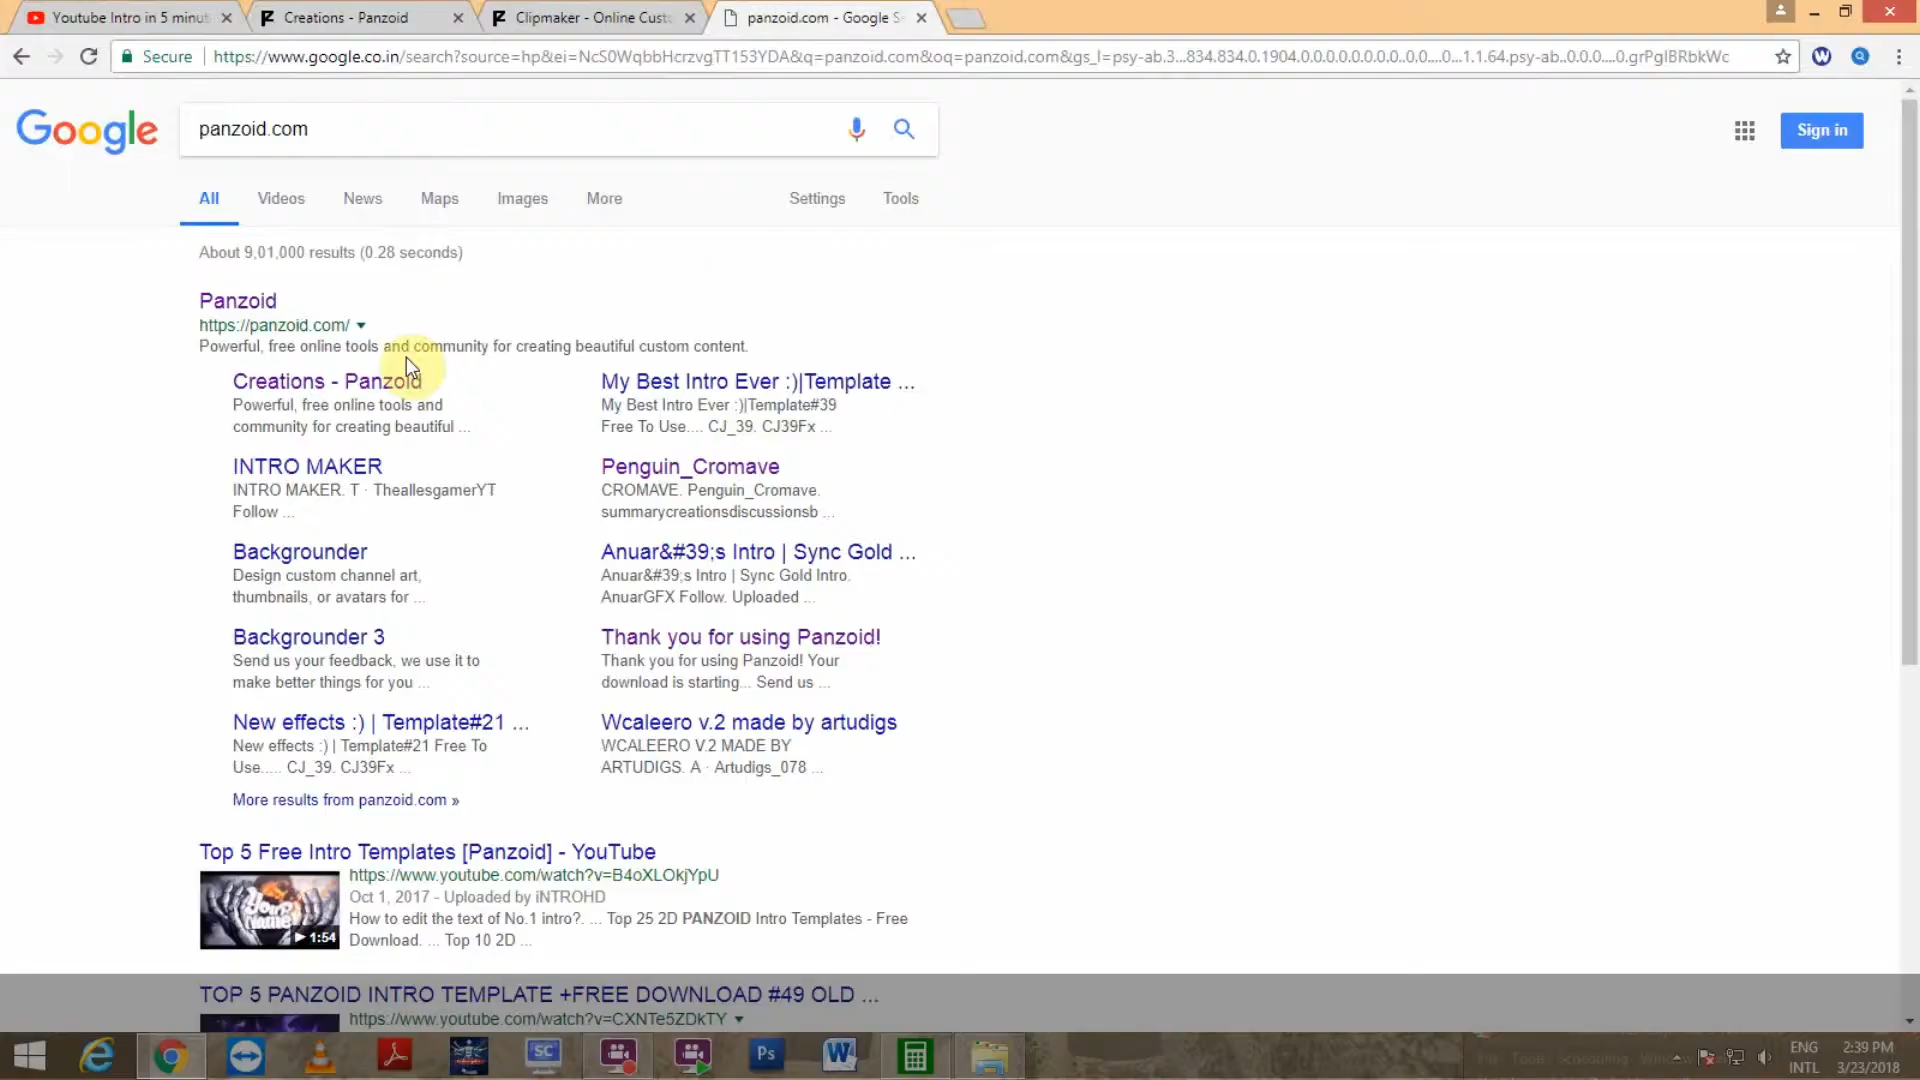 Youtube Intro in 5 minut
Creations - Panzoid
Clipmaker - Online Cust
panzoid.com - Google S
Secure
https://www.google.co.in/search?source=hp&ei=NcS0WqbbHcrzvgTT153YDA&q=panzoid.com&oq=panzoid.com&gs_l=psy-ab.3...834.834.0.1904.0.0.0.0.0.0.0.0..0.0....0...1.1.64.psy-ab..0.0.0....0.grPgIBRbkWc
Google
panzoid.com
Sign in
All
Videos
News
Maps
Images
More
Settings
Tools
About 9,01,000 results (0.28 seconds)
Panzoid
https://panzoid.com/
Powerful, free online tools and community for creating beautiful custom content.
Creations - Panzoid
Powerful, free online tools and
community for creating beautiful ...
My Best Intro Ever :)|Template ...
My Best Intro Ever :)|Template#39
Free To Use.... CJ_39. CJ39Fx ...
INTRO MAKER
INTRO MAKER. T · TheallesgamerYT
Follow ...
Penguin_Cromave
CROMAVE. Penguin_Cromave.
summarycreationsdiscussionsb ...
Backgrounder
Design custom channel art,
thumbnails, or avatars for ...
Anuar&#39;s Intro | Sync Gold ...
Anuar&#39;s Intro | Sync Gold Intro.
AnuarGFX Follow. Uploaded ...
Backgrounder 3
Send us your feedback, we use it to
make better things for you ...
Thank you for using Panzoid!
Thank you for using Panzoid! Your
download is starting... Send us ...
New effects :) | Template#21 ...
New effects :) | Template#21 Free To
Use..... CJ_39. CJ39Fx ...
Wcaleero v.2 made by artudigs
WCALEERO V.2 MADE BY
ARTUDIGS. A · Artudigs_078 ...
More results from panzoid.com »
Top 5 Free Intro Templates [Panzoid] - YouTube
https://www.youtube.com/watch?v=B4oXLOkjYpU
Oct 1, 2017 - Uploaded by iNTROHD
How to edit the text of No.1 intro?. ... Top 25 2D PANZOID Intro Templates - Free
Download. ... Top 10 2D ...
Your
Name
1:54
TOP 5 PANZOID INTRO TEMPLATE +FREE DOWNLOAD #49 OLD ...
https://www.youtube.com/watch?v=CXNTe5ZDkTY
SC
Ps
ENG
INTL
2:39 PM
3/23/2018